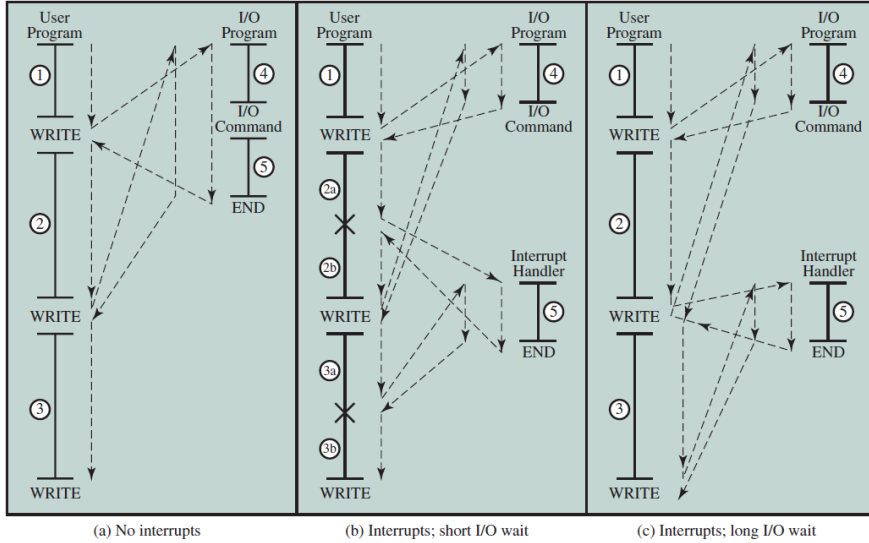 User
Program
I/O
Program
1
4
I/O
Command
WRITE
5
2
END
WRITE
3
WRITE
(a) No interrupts
User
Program
I/O
Program
1
4
I/O
Command
WRITE
2a
2b
Interrupt
Handler
5
WRITE
END
3a
3b
WRITE
(b) Interrupts; short I/O wait
User
Program
I/O
Program
1
4
I/O
Command
WRITE
2
Interrupt
Handler
5
WRITE
END
3
WRITE
(c) Interrupts; long I/O wait